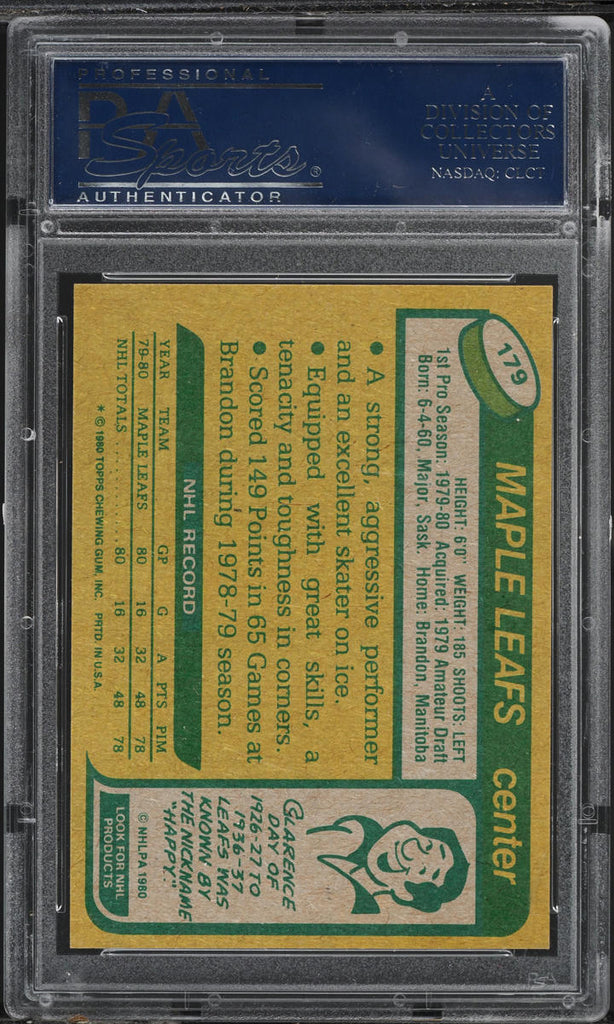 PROFESSIONAL
PSA
Sports®
AUTHENTICATOR
A
DIVISION OF
COLLECTORS
UNIVERSE
NASDAQ: CLCT
179
MAPLE LEAFS center
HEIGHT: 6'0" WEIGHT: 185 SHOOTS: LEFT
1st Pro Season: 1979-80 Acquired: 1979 Amateur Draft
Born: 6-4-60, Major, Sask. Home: Brandon, Manitoba
• A strong, aggressive performer
and an excellent skater on ice.
• Equipped with great skills, a
tenacity and toughness in corners.
• Scored 149 Points in 65 Games at
Brandon during 1978-79 season.
NHL RECORD
YEAR TEAM GP G A PTS PIM
79-80 MAPLE LEAFS 80 16 32 48 78
NHL TOTALS .......... 80 16 32 48 78
* © 1980 TOPPS CHEWING GUM, INC. PRTD. IN U.S.A.
CLARENCE
DAY OF
1926-27 TO
1936-37
LEAFS WAS
KNOWN BY
THE NICKNAME
"HAPPY."
© NHLPA 1980
LOOK FOR NHL
PRODUCTS